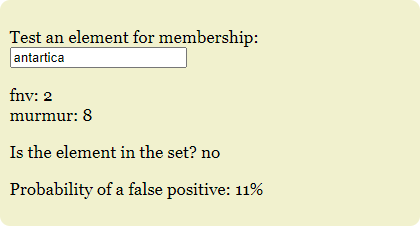 Test an element for membership:
antartica
fnv: 2
murmur: 8
Is the element in the set? no
Probability of a false positive: 11%